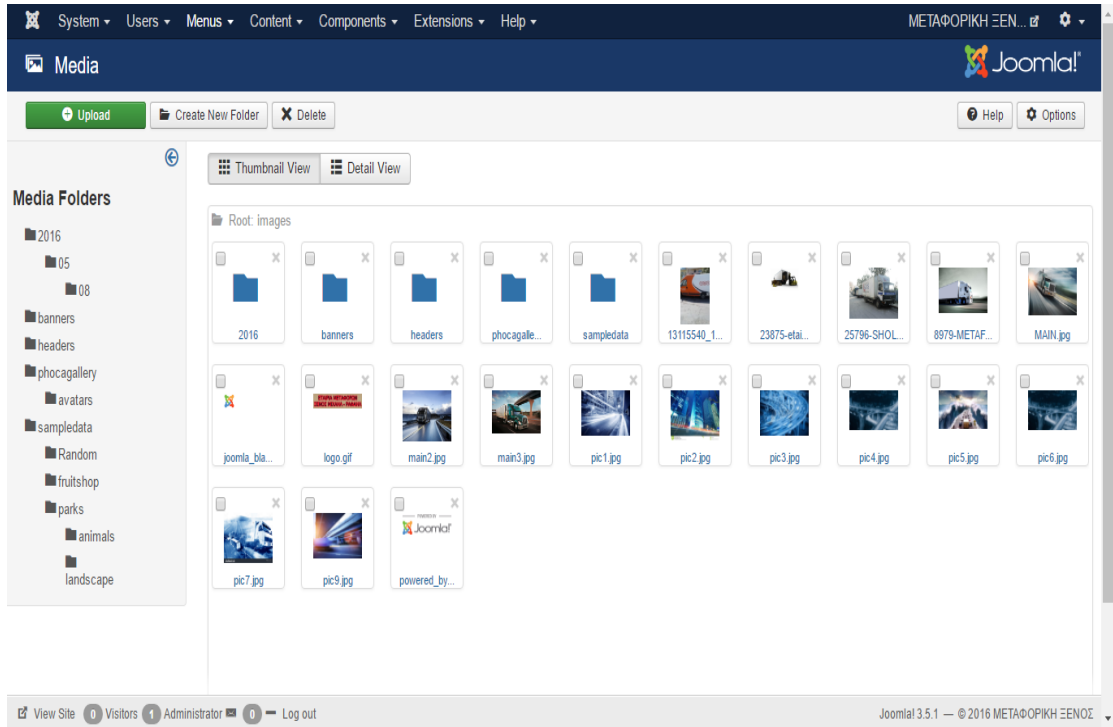 System Users Menus Content Components Extensions Help ΜΕΤΑΦΟΡΙΚΗ ΞΕΝ...
Media Joomla!
Upload Create New Folder Delete Help Options
Thumbnail View Detail View
Media Folders
Root: images
2016
05
08
banners
headers
phocagallery
avatars
sampledata
Random
fruitshop
parks
animals
landscape
2016 banners headers phocagalle... sampledata 13115540_1... 23875-etai... 25796-SHOL... 8979-METAF... MAIN.jpg
joomla_bla... logo.gif main2.jpg main3.jpg pic1.jpg pic2.jpg pic3.jpg pic4.jpg pic5.jpg pic6.jpg
Joomla!
pic7.jpg pic9.jpg powered_by...
View Site 0 Visitors 1 Administrator 0 Log out Joomla! 3.5.1 — © 2016 ΜΕΤΑΦΟΡΙΚΗ ΞΕΝΟΣ